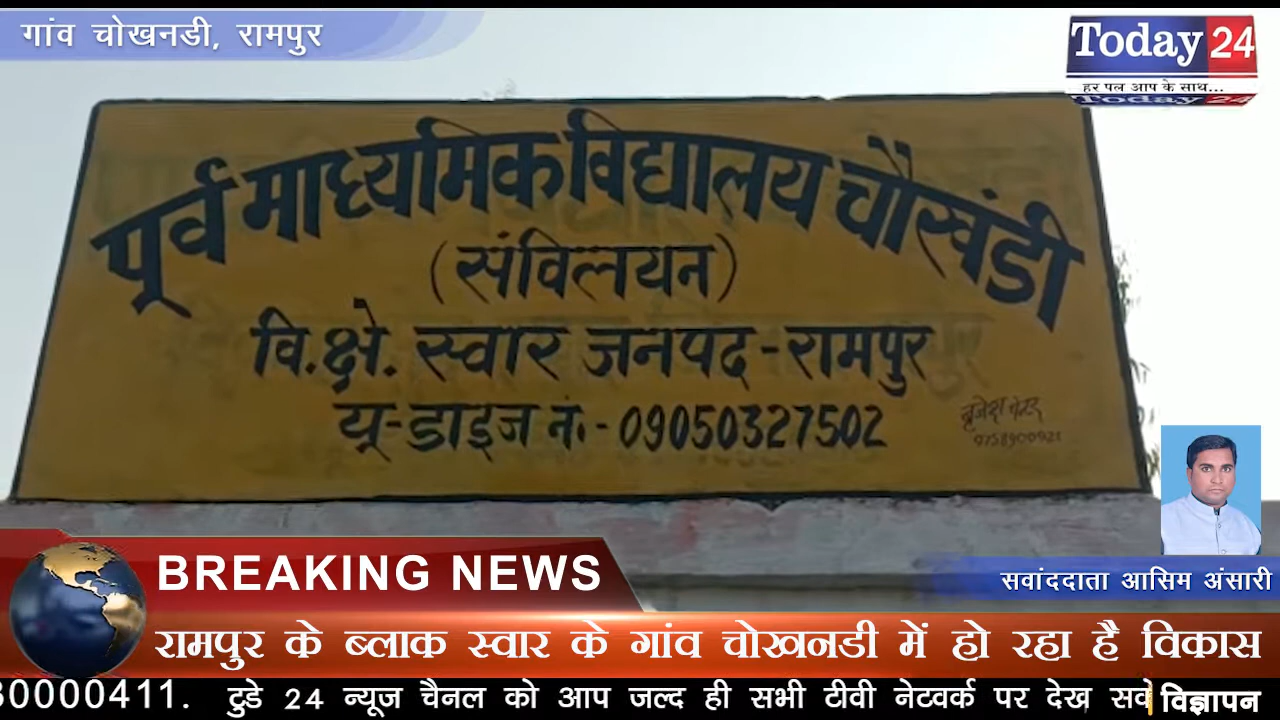 गांव चोखनडी, रामपुर
Today 24
हर पल आप के साथ...
पूर्व माध्यमिक विद्यालय चौखंडी
(संविलयन)
वि.क्षे. स्वार जनपद-रामपुर
यू-डाइज नं.-09050327502
बृजेश
सवांददाता आसिम अंसारी
BREAKING NEWS
रामपुर के ब्लाक स्वार के गांव चोखनडी में हो रहा है विकास
30000411. टुडे 24 न्यूज चैनल को आप जल्द ही सभी टीवी नेटवर्क पर देख सके
विज्ञापन